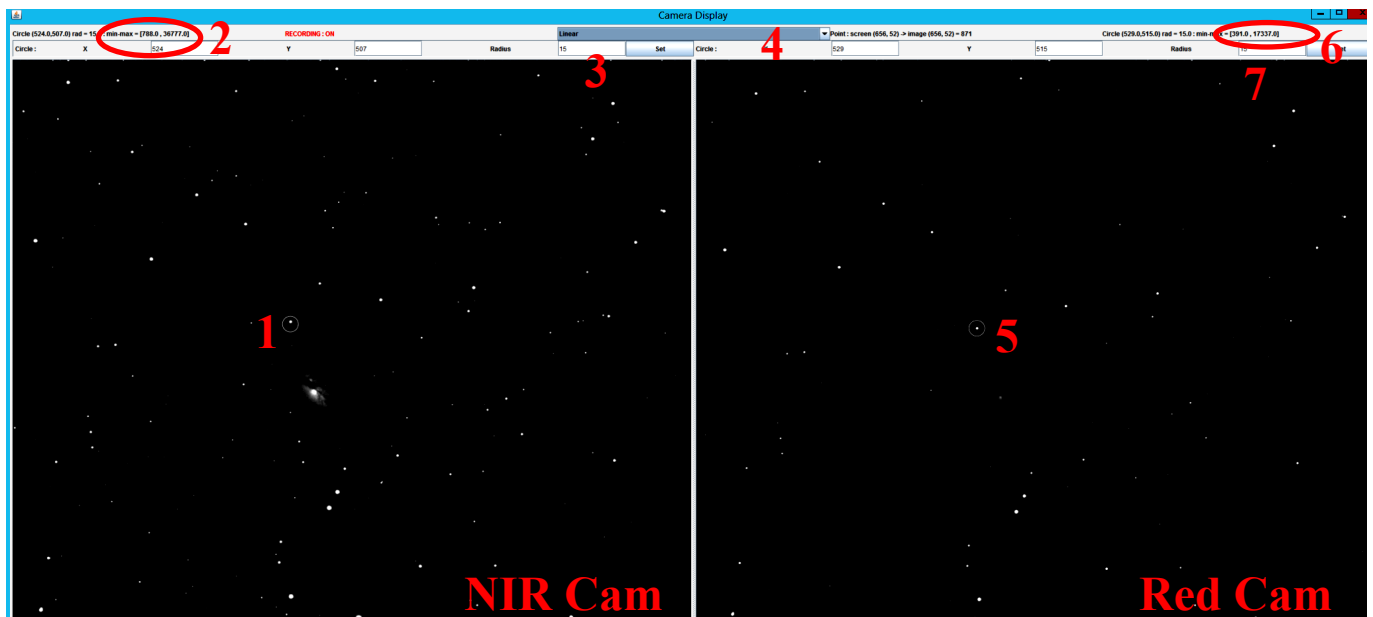 Camera Display
Circle (524.0,507.0) rad = 15.0 : min-max = [788.0 , 36777.0] 2 RECORDING : ON Linear 4 Point : screen (656, 52) -> image (656, 52) = 871 Circle (529.0,515.0) rad = 15.0 : min-max = [391.0 , 17337.0] 6
Circle : X 524 Y 507 Radius 15 Set Circle : 529 Y 515 Radius 15
3 7
1 5
NIR Cam Red Cam